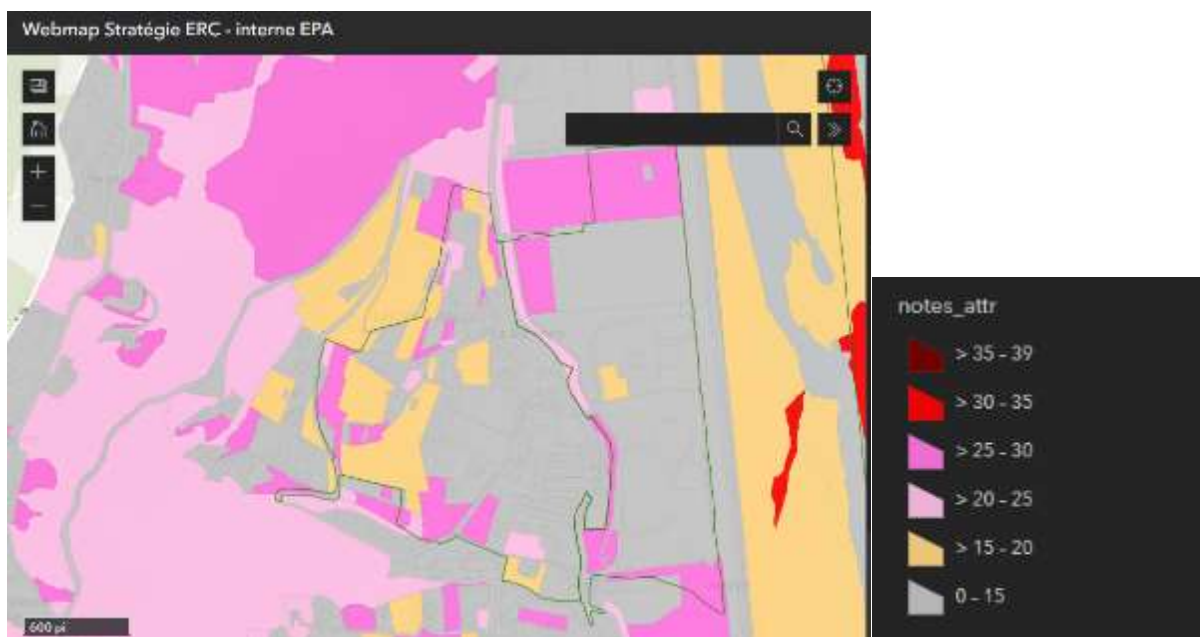 Webmap Stratégie ERC - interne EPA
600 pi
notes_attr
> 35 - 39
> 30 - 35
> 25 - 30
> 20 - 25
> 15 - 20
0 - 15